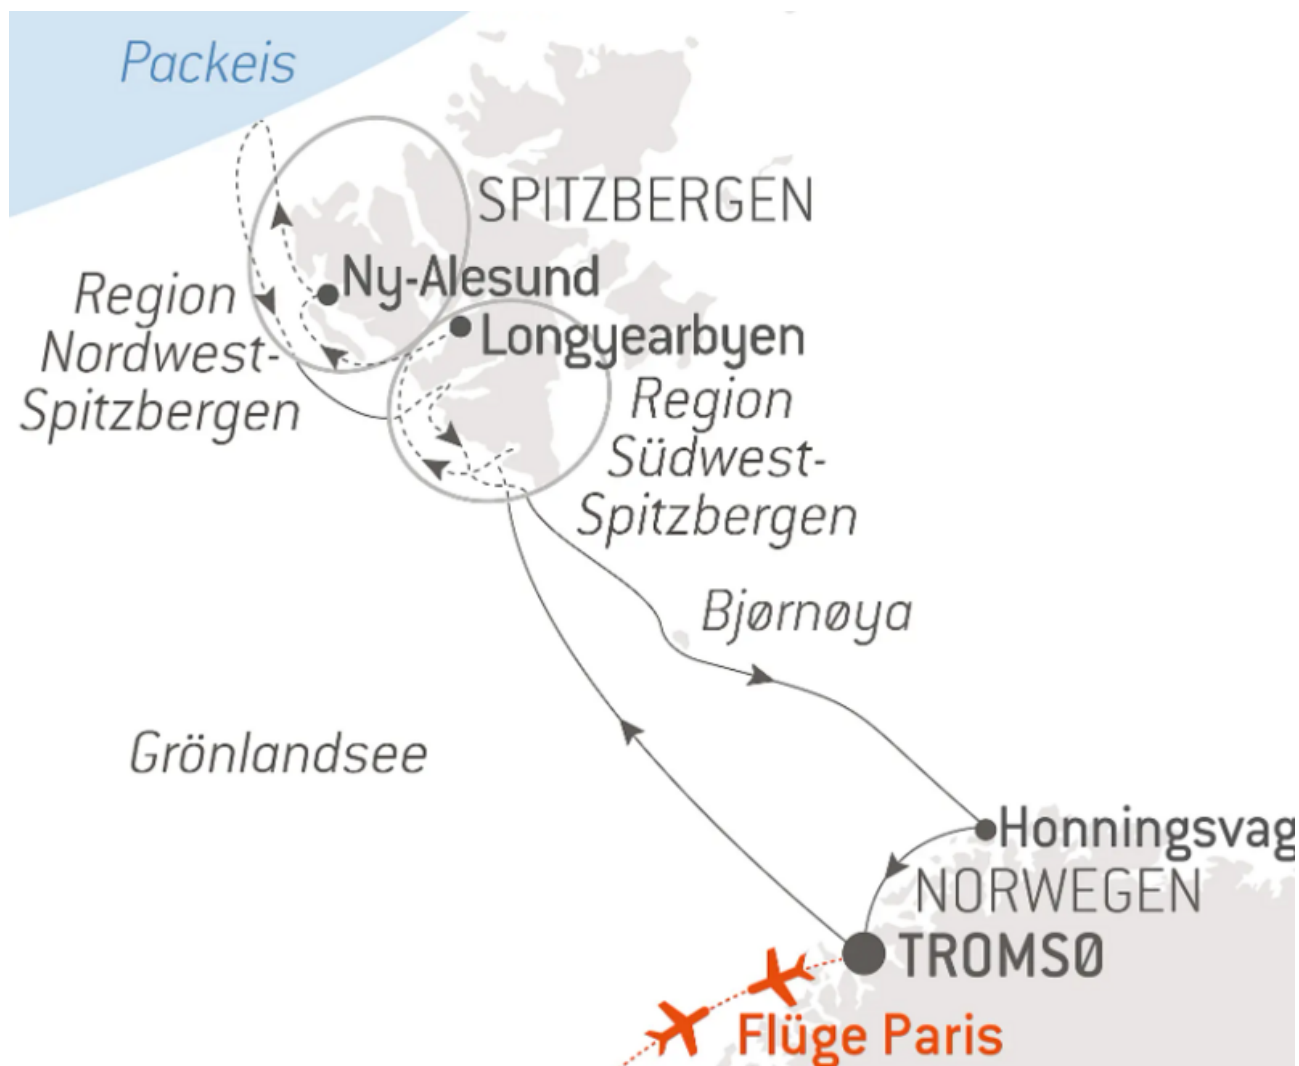 Packeis
SPITZBERGEN
Ny-Alesund
Region
Nordwest-
Spitzbergen
Longyearbyen
Region
Südwest-
Spitzbergen
Bjørnøya
Grönlandsee
Honningsvag
NORWEGEN
TROMSØ
Flüge Paris